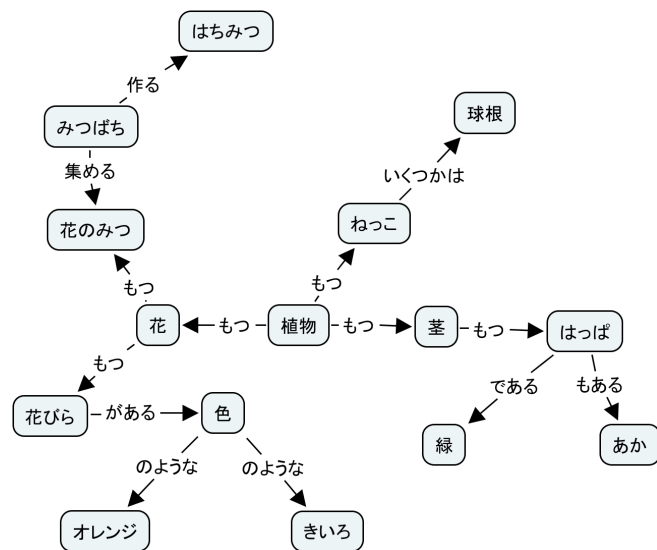 はちみつ
作る
みつばち
球根
集める
いくつかは
花のみつ
ねっこ
もつ
もつ
花
もつ
植物
もつ
茎
もつ
はっぱ
もつ
である
もある
花びら
がある
色
緑
あか
のような
のような
オレンジ
きいろ